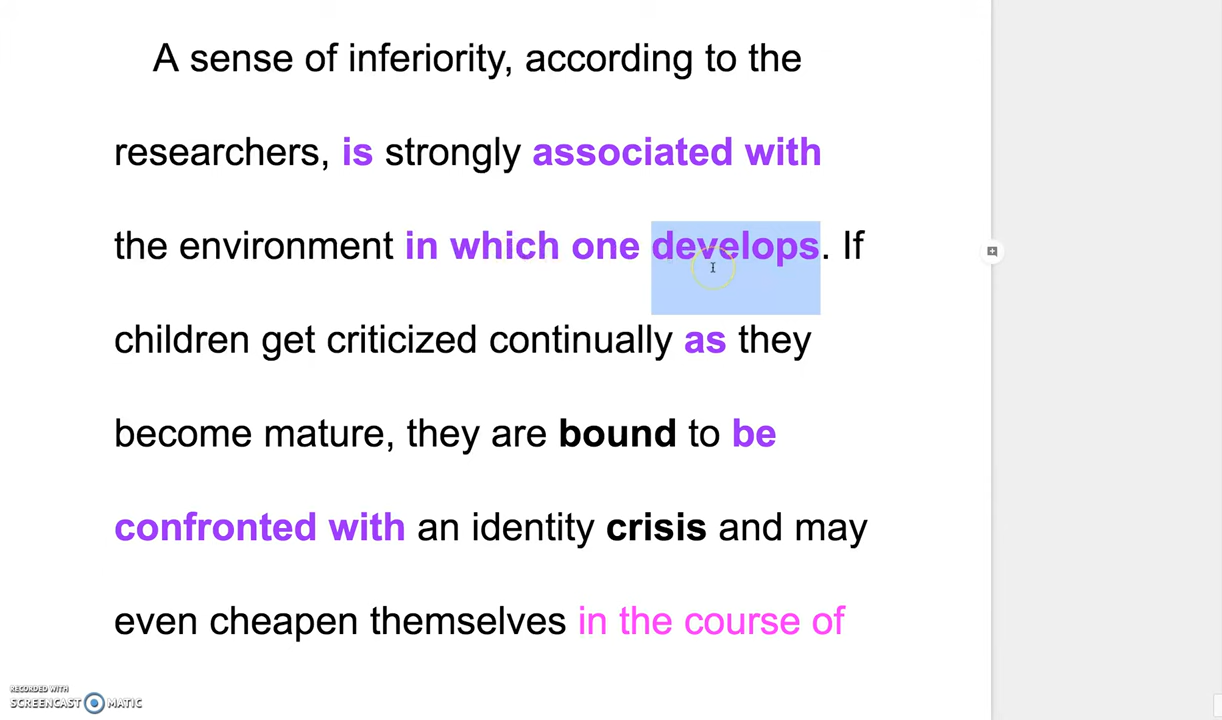 A sense of inferiority, according to the
researchers, is strongly associated with
the environment in which one develops. If
children get criticized continually as they
become mature, they are bound to be
confronted with an identity crisis and may
even cheapen themselves in the course of
RECORDED WITH
SCREENCAST MATIC